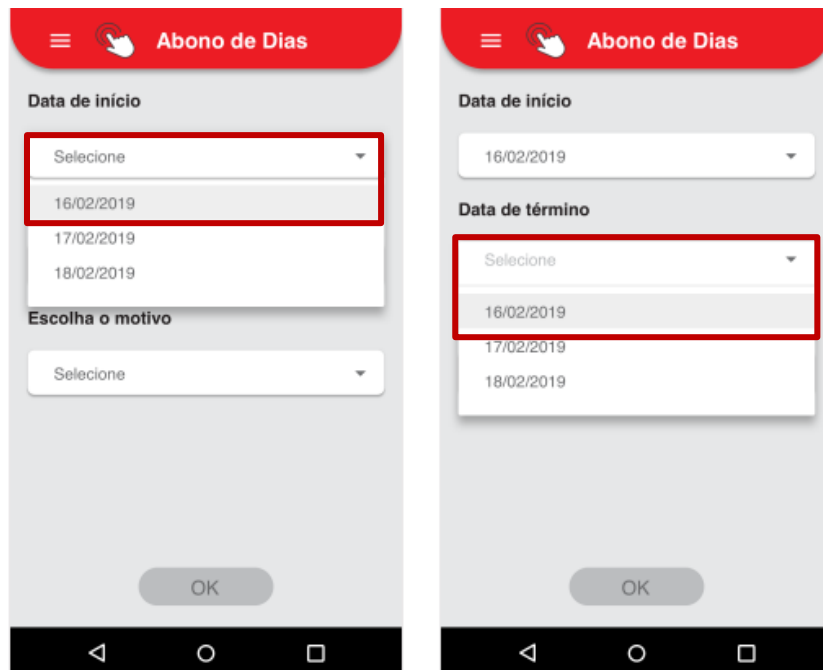 Abono de Dias
Data de início
Selecione
16/02/2019
17/02/2019
18/02/2019
Escolha o motivo
Selecione
OK
Abono de Dias
Data de início
16/02/2019
Data de término
Selecione
16/02/2019
17/02/2019
18/02/2019
OK